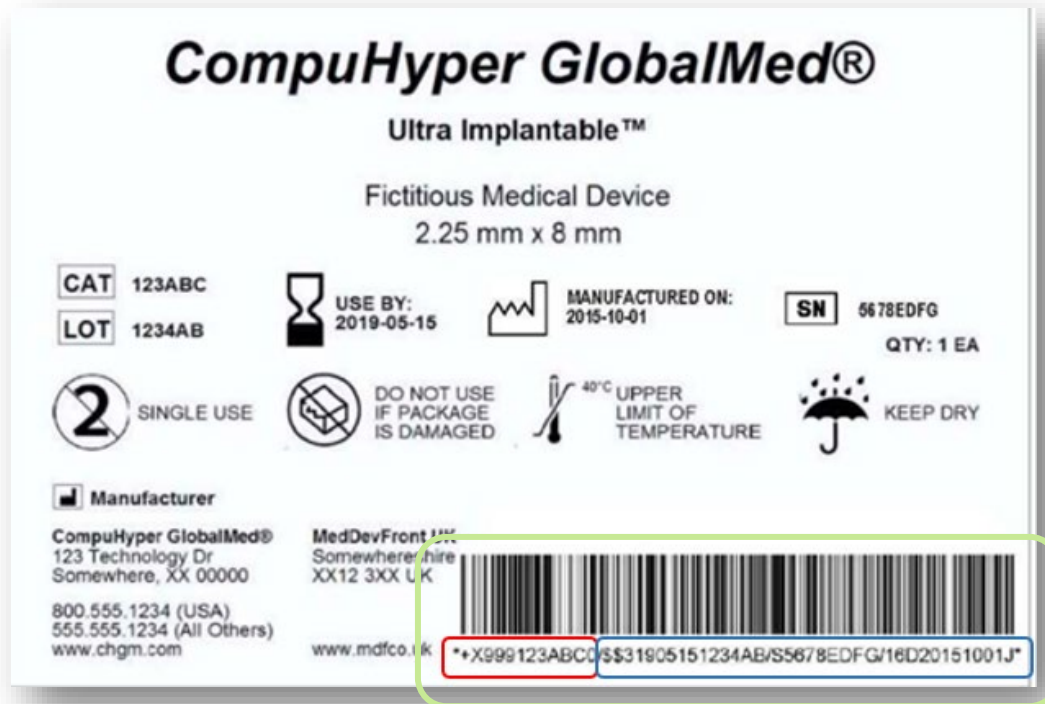 CompuHyper GlobalMed®
Ultra Implantable™
Fictitious Medical Device
2.25 mm x 8 mm
CAT 123ABC
LOT 1234AB
USE BY:
2019-05-15
MANUFACTURED ON:
2015-10-01
SN 5678EDFG
QTY: 1 EA
2 SINGLE USE
DO NOT USE
IF PACKAGE
IS DAMAGED
40°C UPPER
LIMIT OF
TEMPERATURE
KEEP DRY
Manufacturer
CompuHyper GlobalMed®
123 Technology Dr
Somewhere, XX 00000
800.555.1234 (USA)
555.555.1234 (All Others)
www.chgm.com
MedDevFront UK
Somewhereshire
XX12 3XX UK
www.mdfco.uk
*+X999123ABC0/$$31905151234AB/S5678EDFG/16D20151001J*